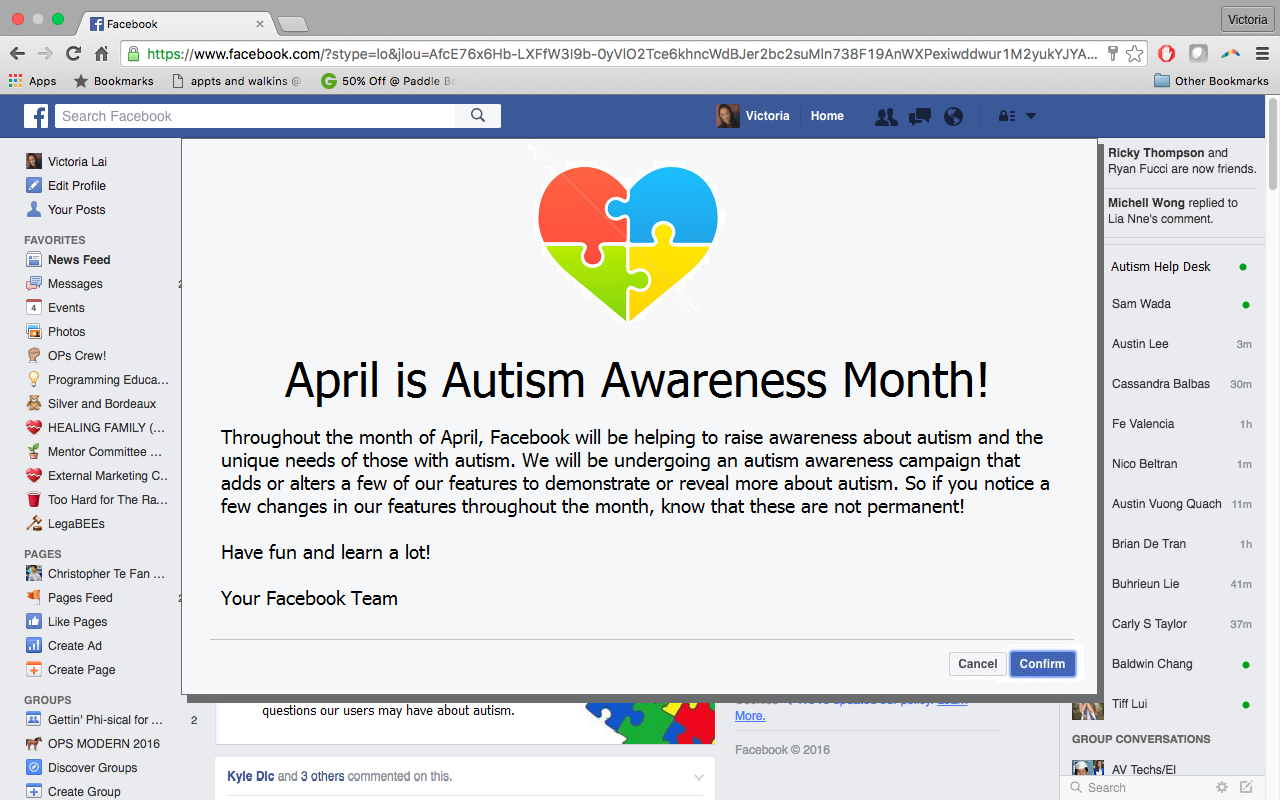 Facebook
Victoria
https://www.facebook.com/?stype=lo&jlou=AfcE76x6Hb-LXFfW3I9b-0yVlO2Tce6khncWdBJer2bc2suMln738F19AnWXPexiwddwur1M2yukYJYA...
Apps
Bookmarks
appts and walkins @
50% Off @ Paddle
Other Bookmarks
Search Facebook
Victoria
Home
Victoria Lai
Edit Profile
Your Posts
FAVORITES
News Feed
Messages
4 Events
Photos
OPs Crew!
Programming Educa...
Silver and Bordeaux
HEALING FAMILY (...
Mentor Committee ...
External Marketing C..
Too Hard for The Ra...
LegaBEEs
PAGES
Christopher Te Fan ...
Pages Feed
Like Pages
Create Ad
Create Page
GROUPS
Gettin' Phi-sical for ... 2
OPS MODERN 2016
Discover Groups
Create Group
April is Autism Awareness Month!
Throughout the month of April, Facebook will be helping to raise awareness about autism and the
unique needs of those with autism. We will be undergoing an autism awareness campaign that
adds or alters a few of our features to demonstrate or reveal more about autism. So if you notice a
few changes in our features throughout the month, know that these are not permanent!
Have fun and learn a lot!
Your Facebook Team
Cancel
Confirm
questions our users may have about autism.
Kyle Dlc and 3 others commented on this.
updated our policy. Learn
More.
Facebook © 2016
Ricky Thompson and
Ryan Fucci are now friends.
Michell Wong replied to
Lia Nne's comment.
Autism Help Desk
Sam Wada
Austin Lee 3m
Cassandra Balbas 30m
Fe Valencia 1h
Nico Beltran 1m
Austin Vuong Quach 11m
Brian De Tran 1h
Buhrieun Lie 41m
Carly S Taylor 37m
Baldwin Chang
Tiff Lui
GROUP CONVERSATIONS
AV Techs/El
Search